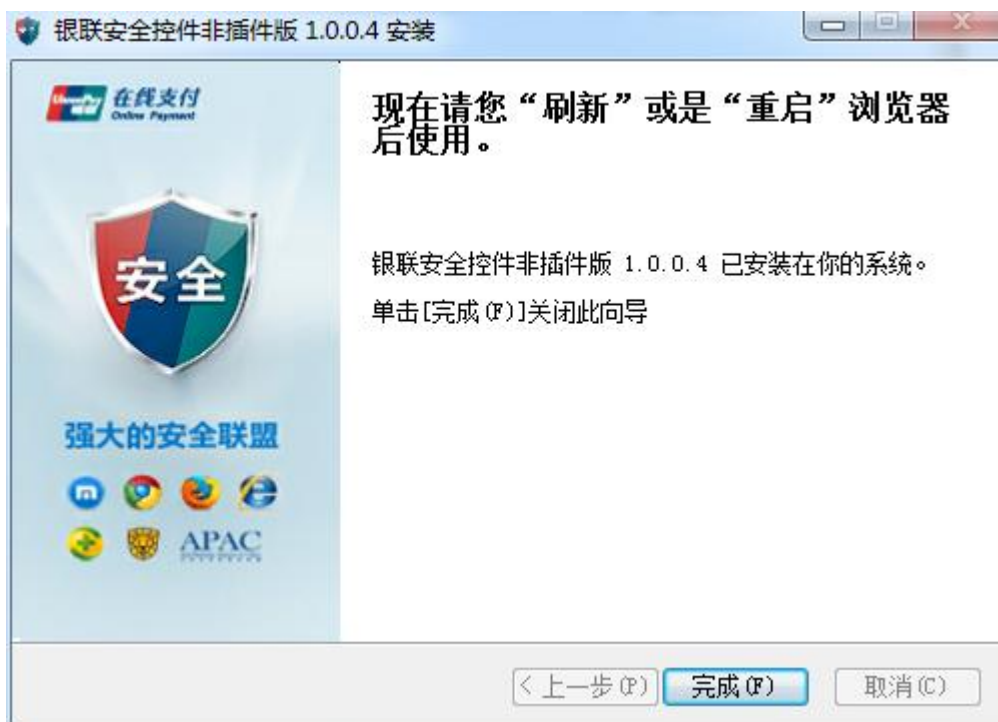 银联安全控件非插件版 1.0.0.4 安装
UnionPay 在线支付
Online Payment
现在请您“刷新”或是“重启”浏览器
后使用。
安全
银联安全控件非插件版 1.0.0.4 已安装在你的系统。
单击[完成(F)]关闭此向导
强大的安全联盟
APAC
<上一步(P)
完成(F)
取消(C)